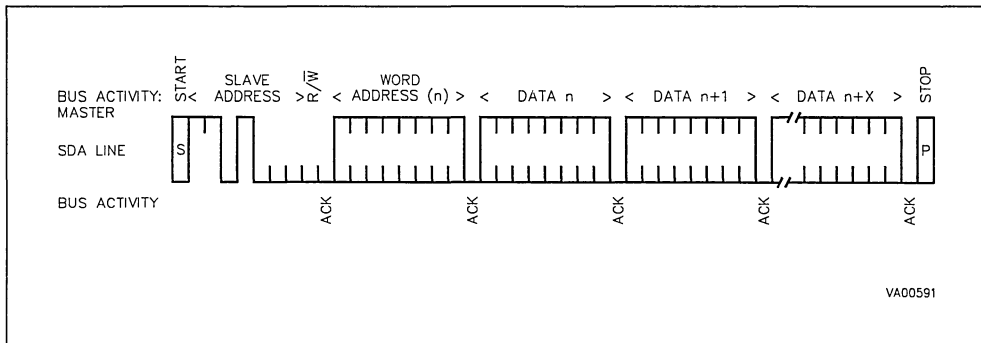 BUS ACTIVITY: MASTER
START
< SLAVE ADDRESS >
R/W̅
< WORD ADDRESS (n) >
< DATA n >
< DATA n+1 >
< DATA n+X >
STOP
SDA LINE
S
P
BUS ACTIVITY
ACK
ACK
ACK
ACK
ACK
VA00591